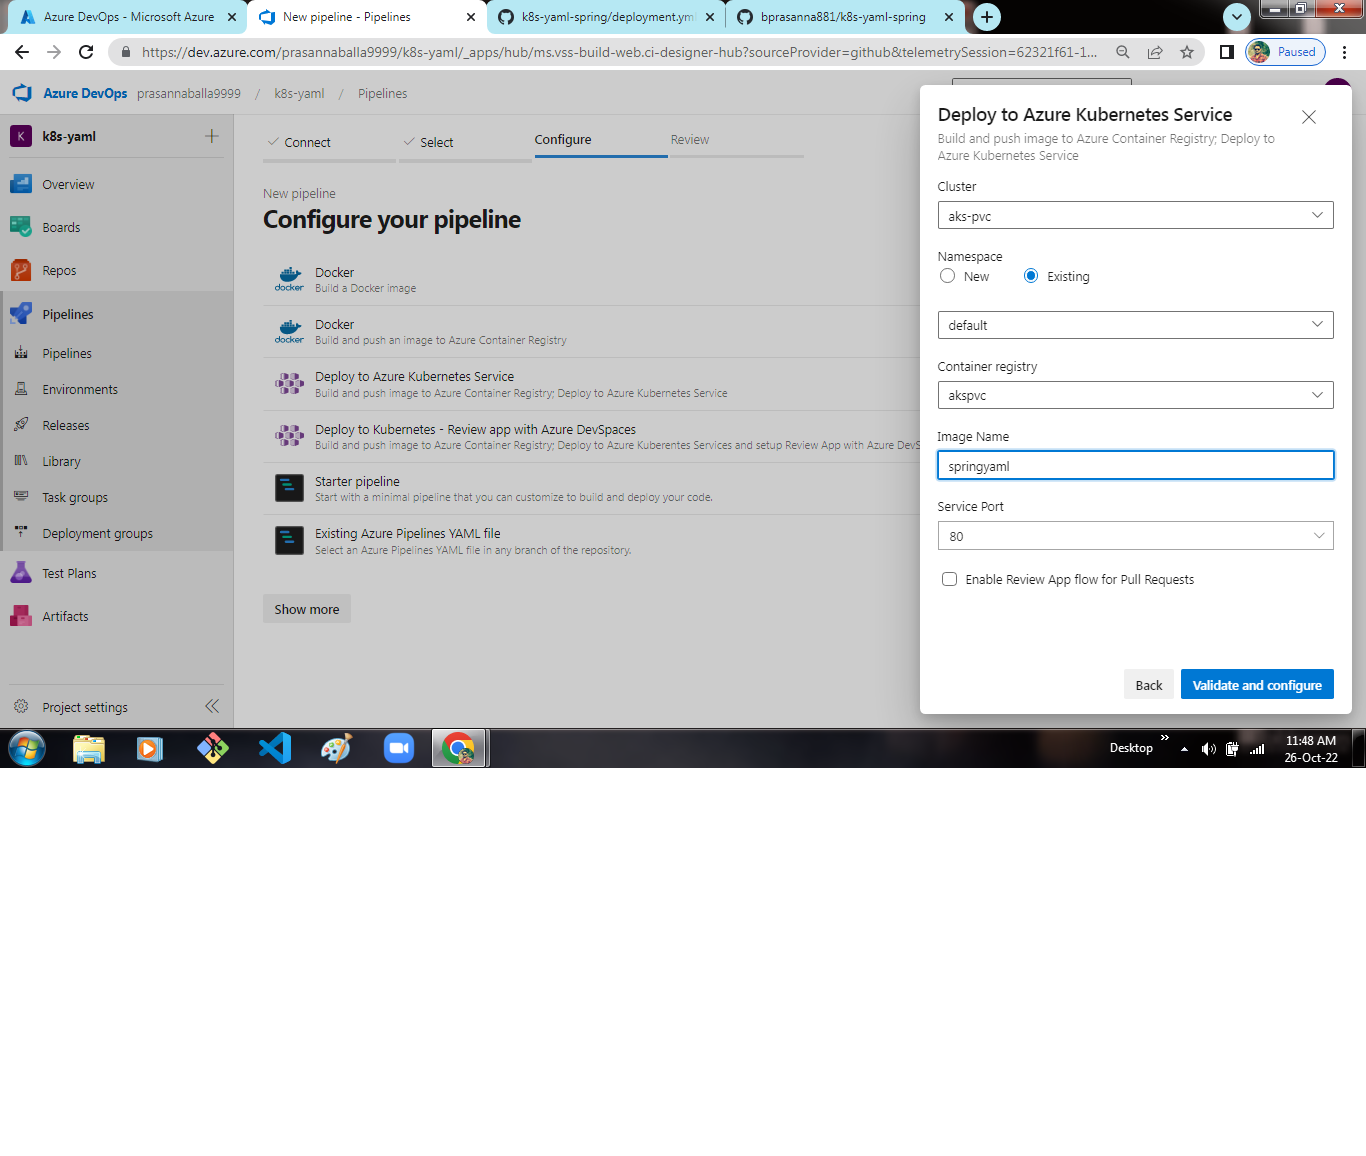 Azure DevOps - Microsoft Azure
New pipeline - Pipelines
k8s-yaml-spring/deployment.yml
bprasanna881/k8s-yaml-spring
https://dev.azure.com/prasannaballa9999/k8s-yaml/_apps/hub/ms.vss-build-web.ci-designer-hub?sourceProvider=github&telemetrySession=62321f61-1...
Paused
Azure DevOps prasannaballa9999 / k8s-yaml / Pipelines
K k8s-yaml
Overview
Boards
Repos
Pipelines
Pipelines
Environments
Releases
Library
Task groups
Deployment groups
Test Plans
Artifacts
Project settings
Connect
Select
Configure
Review
New pipeline
Configure your pipeline
docker
Docker
Build a Docker image
docker
Docker
Build and push an image to Azure Container Registry
Deploy to Azure Kubernetes Service
Build and push image to Azure Container Registry; Deploy to Azure Kubernetes Service
Deploy to Kubernetes - Review app with Azure DevSpaces
Build and push image to Azure Container Registry; Deploy to Azure Kuberentes Services and setup Review App with Azure DevS
Starter pipeline
Start with a minimal pipeline that you can customize to build and deploy your code.
Existing Azure Pipelines YAML file
Select an Azure Pipelines YAML file in any branch of the repository.
Show more
Deploy to Azure Kubernetes Service
Build and push image to Azure Container Registry; Deploy to
Azure Kubernetes Service
Cluster
aks-pvc
Namespace
New Existing
default
Container registry
akspvc
Image Name
springyaml
Service Port
80
Enable Review App flow for Pull Requests
Back Validate and configure
Desktop
11:48 AM
26-Oct-22